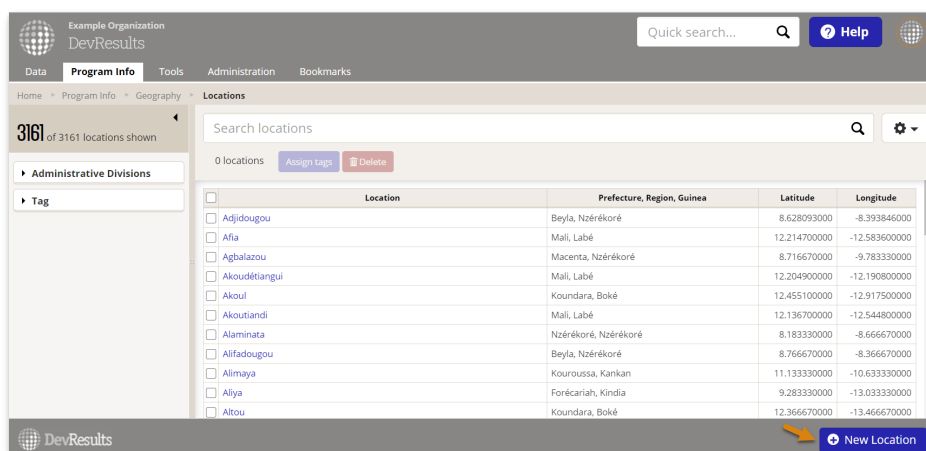 Example Organization
DevResults
Quick search...
Help
Data Program Info Tools Administration Bookmarks
Home Program Info Geography Locations
3161 of 3161 locations shown
Search locations
0 locations Assign tags Delete
Administrative Divisions
Tag
Location Prefecture, Region, Guinea Latitude Longitude
Adjidougou Beyla, Nzérékoré 8.628093000 -8.393846000
Afia Mali, Labé 12.214700000 -12.583600000
Agbalazou Macenta, Nzérékoré 8.716670000 -9.783330000
Akoudétiangui Mali, Labé 12.204900000 -12.190800000
Akoul Koundara, Boké 12.455100000 -12.917500000
Akoutiandi Mali, Labé 12.136700000 -12.544800000
Alaminata Nzérékoré, Nzérékoré 8.183330000 -8.666670000
Alifadougou Beyla, Nzérékoré 8.766670000 -8.366670000
Alimaya Kouroussa, Kankan 11.133330000 -10.633330000
Aliya Forécariah, Kindia 9.283330000 -13.033330000
Altou Koundara, Boké 12.366670000 -13.466670000
DevResults
New Location